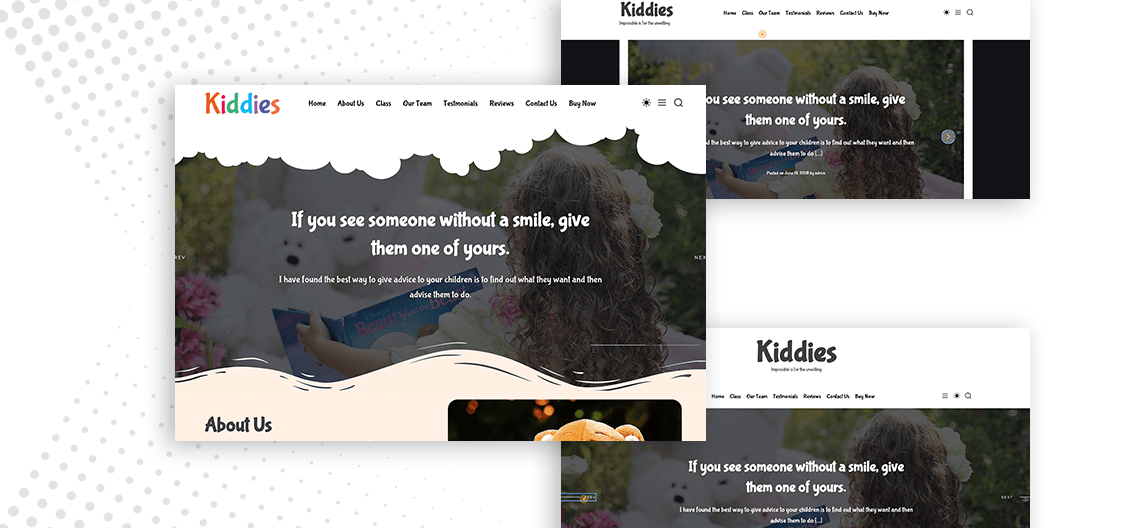 Kiddies
Impossible is for the unwilling
Home Class Our Team Testmonials Reviews Contact Us Buy Now
ou see someone without a smile, give
them one of yours.
d the best way to give advice to your children is to find out what they want and then
advise them to do [...]
Posted on June 19, 2018 by admin
Kiddies
Home About Us Class Our Team Testmonials Reviews Contact Us Buy Now
If you see someone without a smile, give
them one of yours.
REV
NEX
I have found the best way to give advice to your children is to find out what they want and then
advise them to do.
Disney
Beauty and the Beast
About Us
Kiddies
Impossible is for the unwilling
Home Class Our Team Testmonials Reviews Contact Us Buy Now
If you see someone without a smile, give
them one of yours.
PREV
NEXT
I have found the best way to give advice to your children is to find out what they want and then
advise them to do [...]